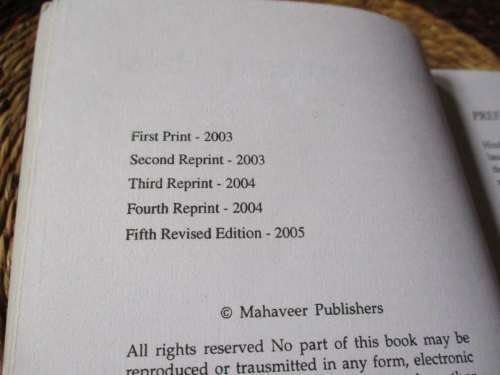 First Print - 2003
Second Reprint - 2003
Third Reprint - 2004
Fourth Reprint - 2004
Fifth Revised Edition - 2005
© Mahaveer Publishers
All rights reserved No part of this book may be
reproduced or trausmitted in any form, electronic
PREF